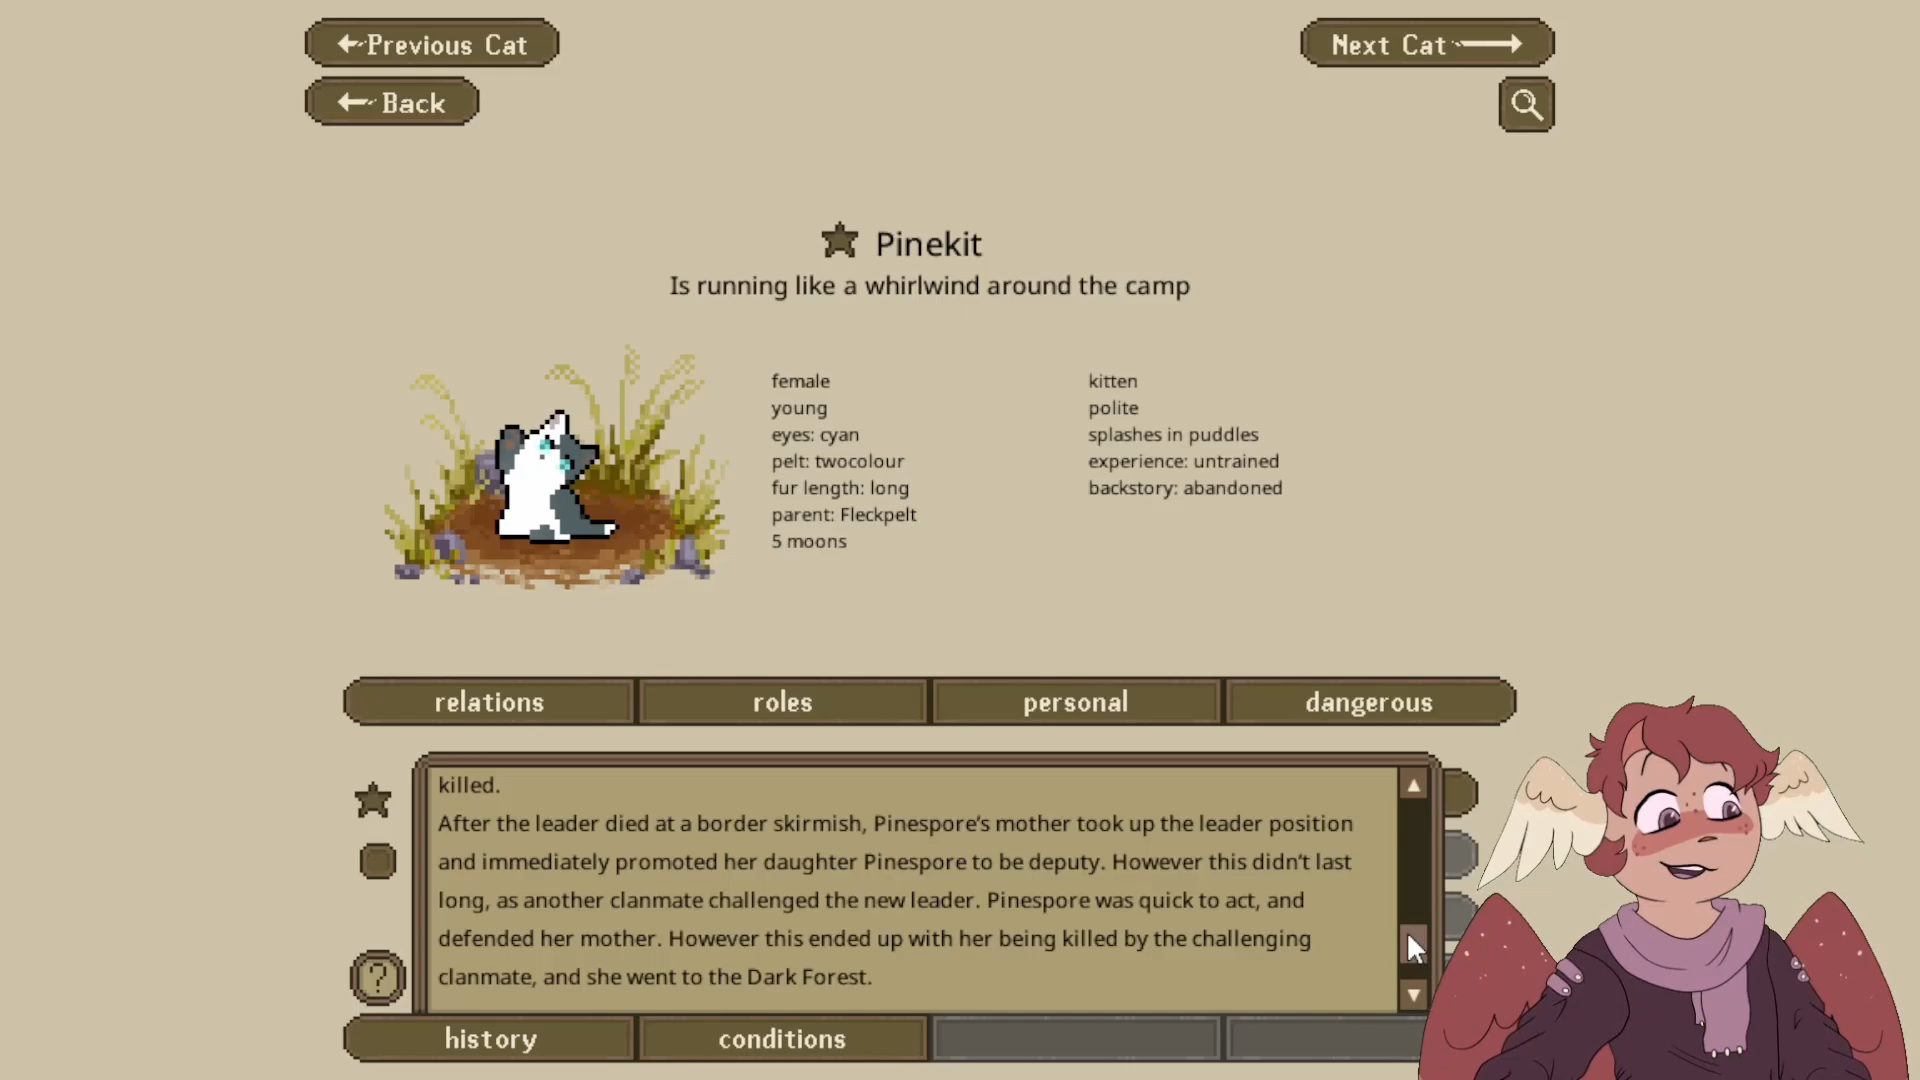 Previous Cat
Next Cat
Back
Pinekit
Is running like a whirlwind around the camp
female
young
eyes: cyan
pelt: twocolour
fur length: long
parent: Fleckpelt
5 moons
kitten
polite
splashes in puddles
experience: untrained
backstory: abandoned
relations
roles
personal
dangerous
killed.
After the leader died at a border skirmish, Pinespore's mother took up the leader position
and immediately promoted her daughter Pinespore to be deputy. However this didn't last
long, as another clanmate challenged the new leader. Pinespore was quick to act, and
defended her mother. However this ended up with her being killed by the challenging
clanmate, and she went to the Dark Forest.
?
history
conditions